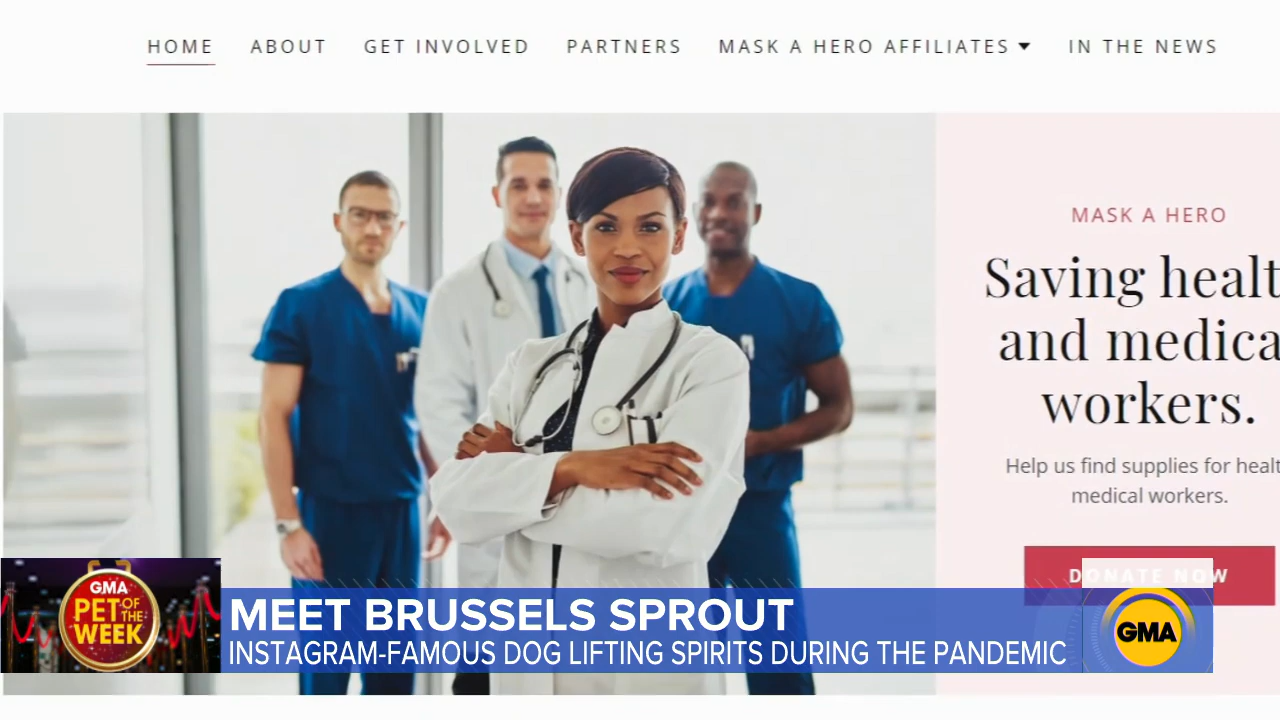 HOME ABOUT GET INVOLVED PARTNERS MASK A HERO AFFILIATES IN THE NEWS
MASK A HERO
Saving healt
and medica
workers.
Help us find supplies for healt
medical workers.
DONATE NOW
GMA
PET OF THE
WEEK
MEET BRUSSELS SPROUT
INSTAGRAM-FAMOUS DOG LIFTING SPIRITS DURING THE PANDEMIC
GMA